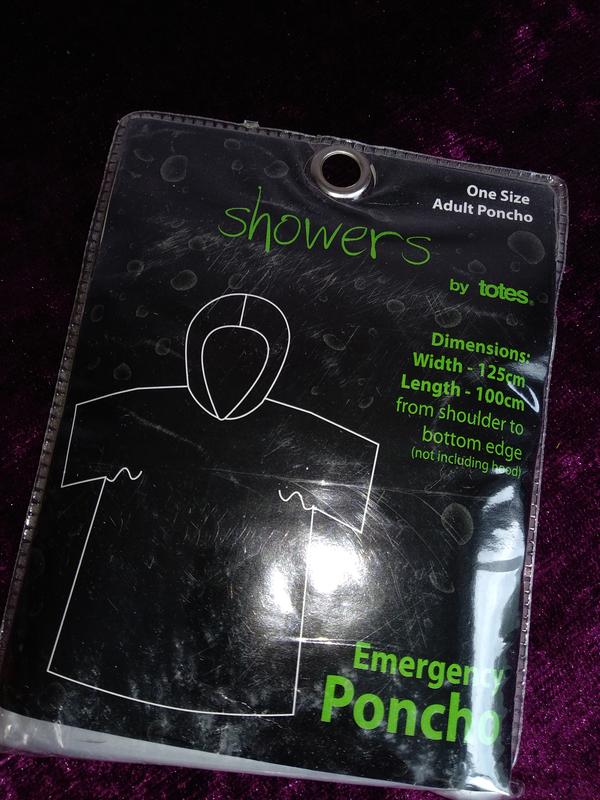 One Size
Adult Poncho
showers
by totes®
Dimensions:
Width - 125cm
Length - 100cm
from shoulder to
bottom edge
(not including hood)
Emergency
Poncho